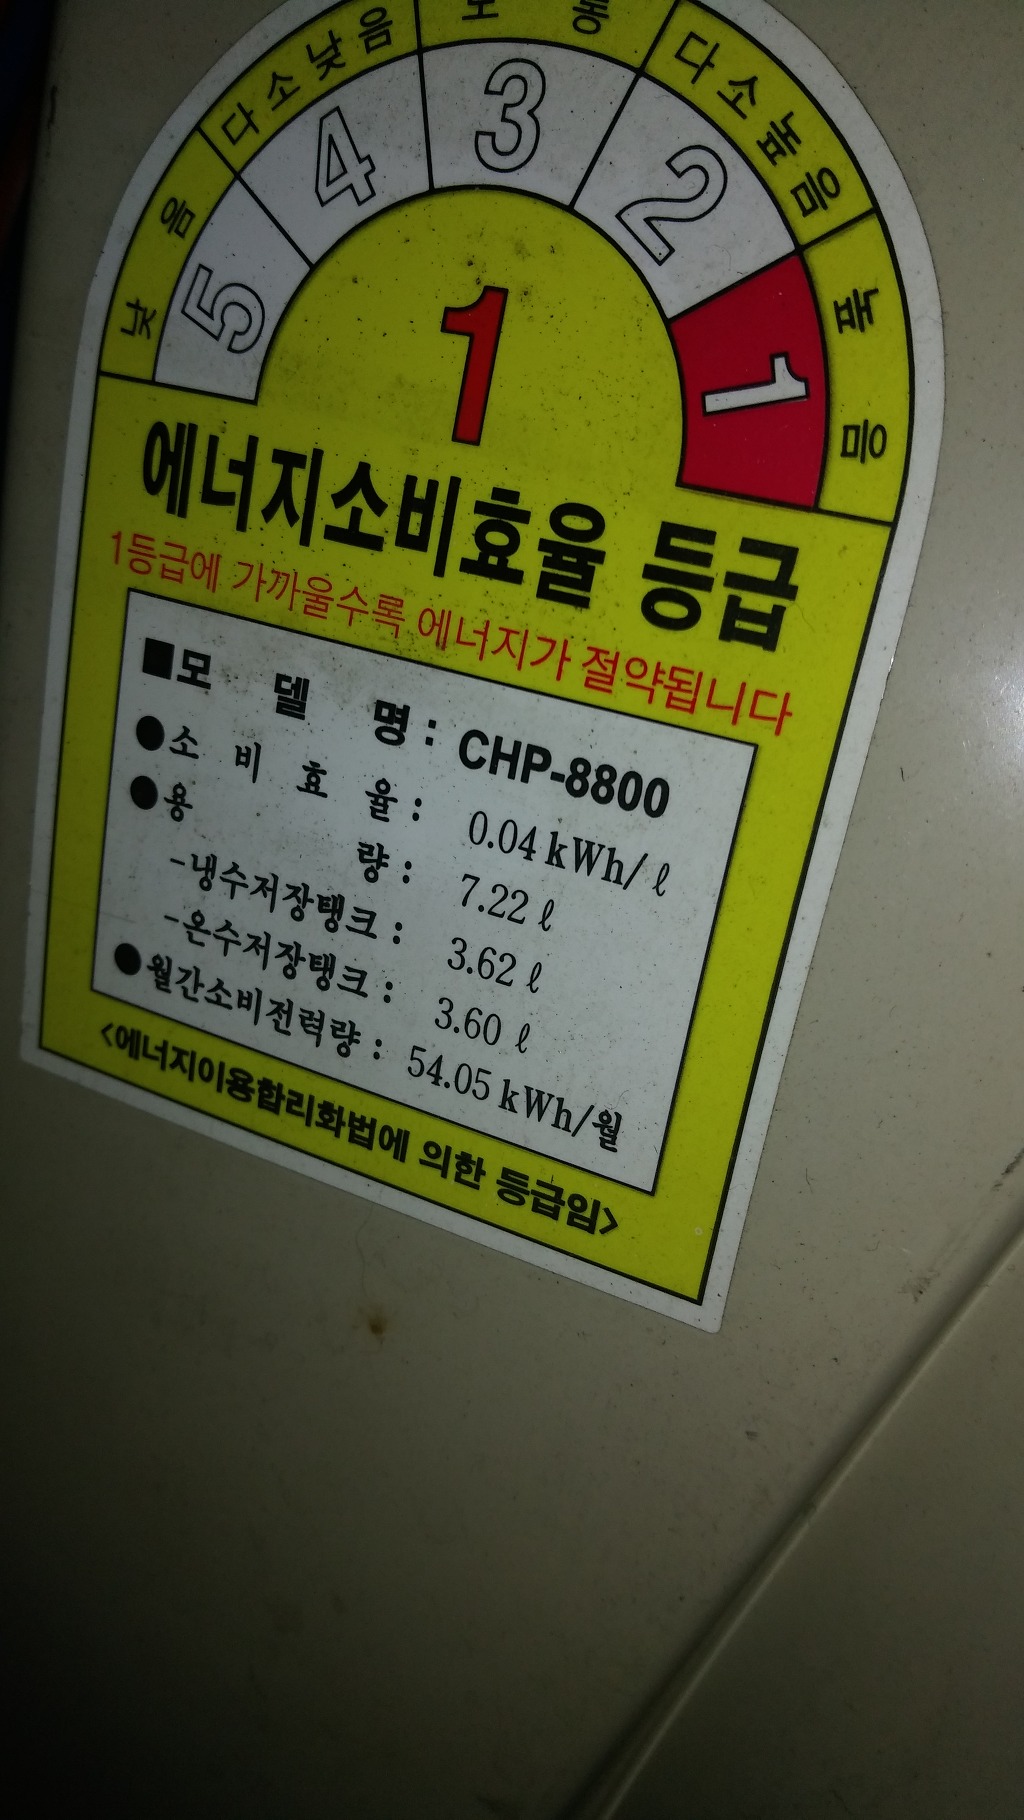 낮음
다소낮음
보통
다소높음
높음
5
4
3
2
1
1
에너지소비효율 등급
1등급에 가까울수록 에너지가 절약됩니다
■모 델 명 : CHP-8800
●소 비 효 율 : 0.04 kWh/ℓ
●용 량 : 7.22 ℓ
-냉수저장탱크 : 3.62 ℓ
-온수저장탱크 : 3.60 ℓ
●월간소비전력량 : 54.05 kWh/월
<에너지이용합리화법에 의한 등급임>